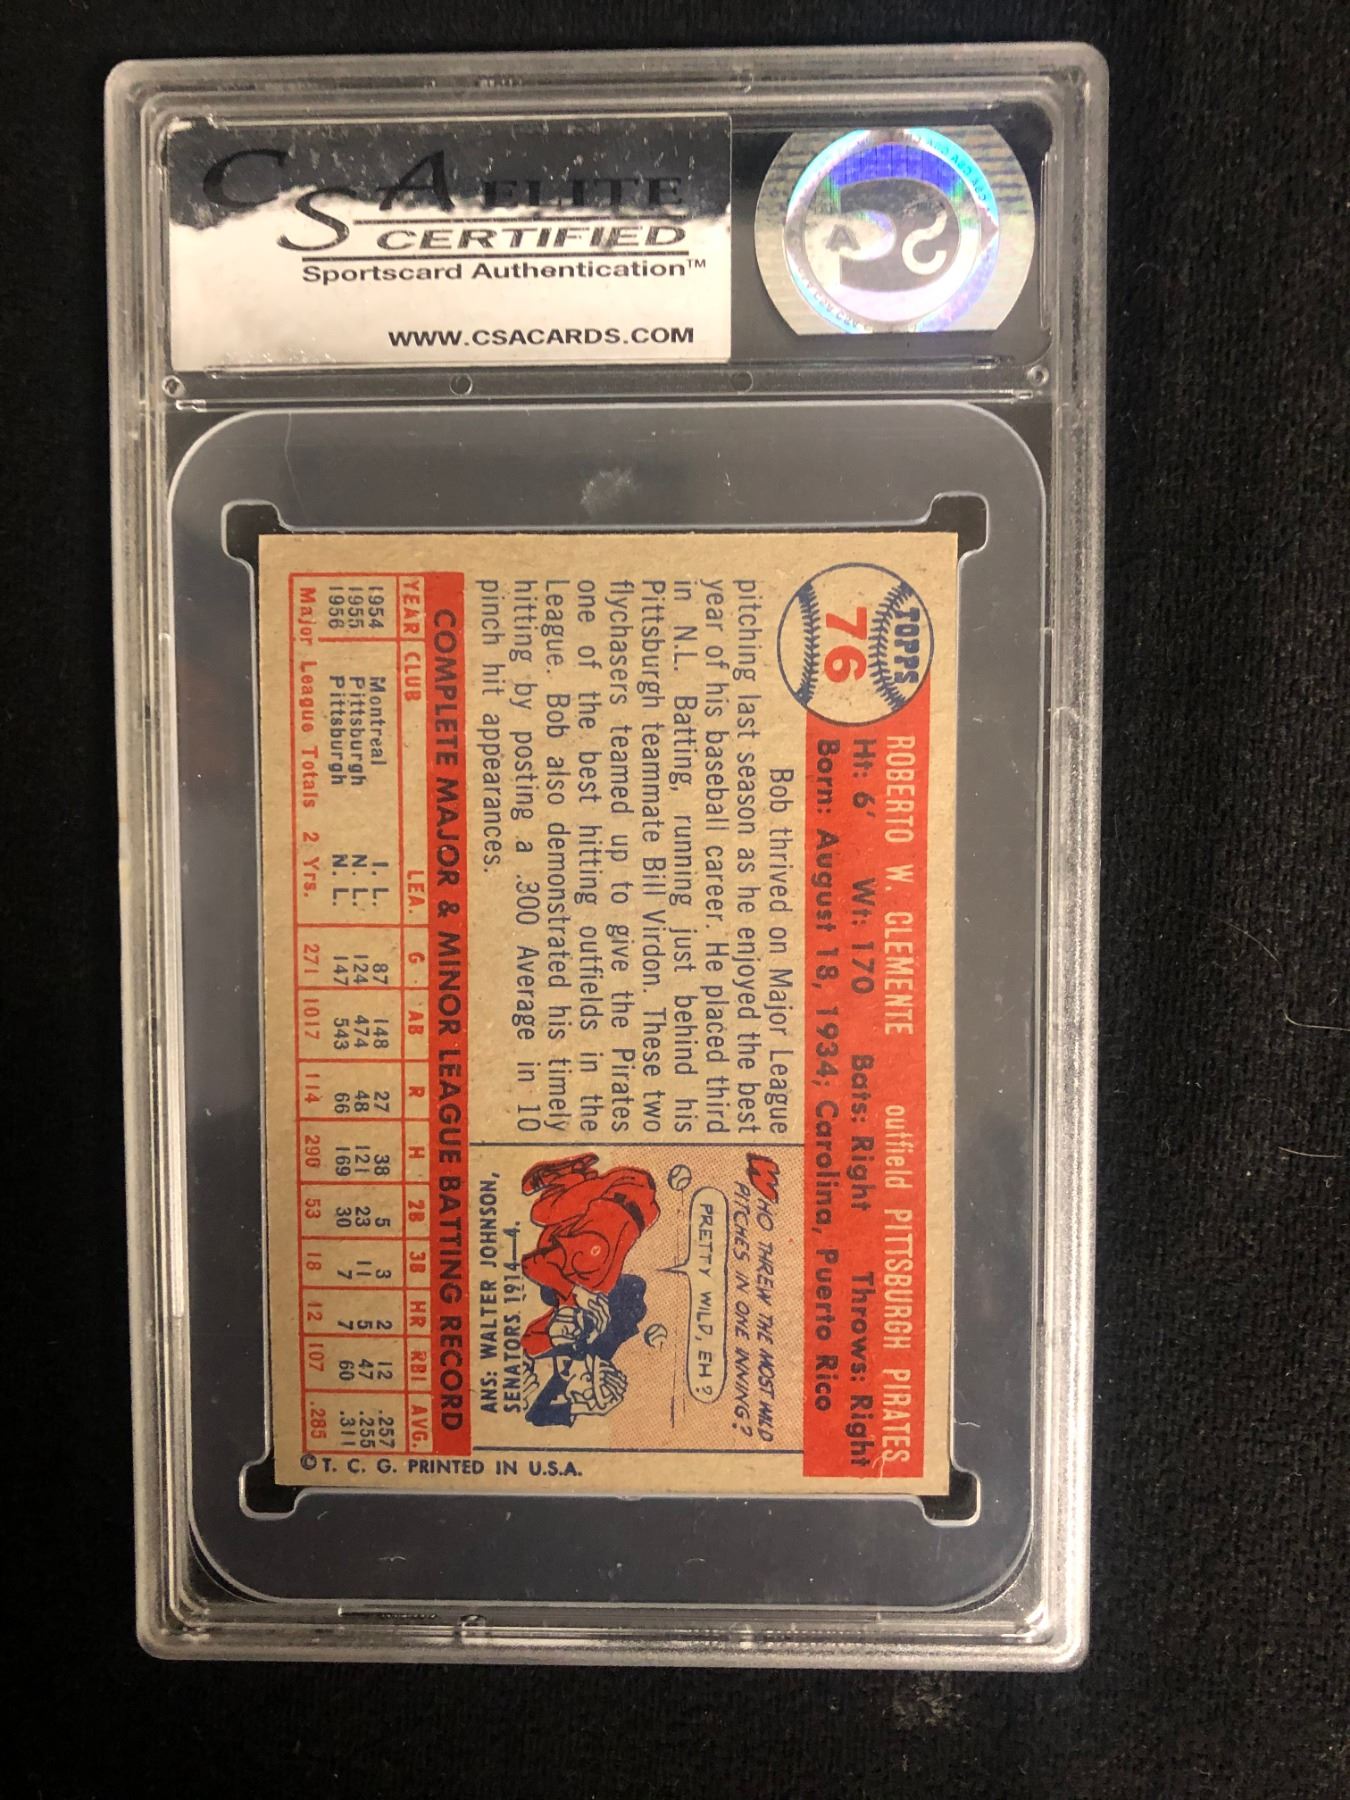 CSA ELITE
CERTIFIED
Sportscard Authentication™
WWW.CSACARDS.COM
CSA
TOPPS
76
ROBERTO W. CLEMENTE outfield PITTSBURGH PIRATES
Ht: 6' Wt: 170 Bats: Right Throws: Right
Born: August 18, 1934; Carolina, Puerto Rico
Bob thrived on Major League
pitching last season as he enjoyed the best
year of his baseball career. He placed third
in N.L. Batting, running just behind his
Pittsburgh teammate Bill Virdon. These two
flychasers teamed up to give the Pirates
one of the best hitting outfields in the
League. Bob also demonstrated his timely
hitting by posting a .300 Average in 10
pinch hit appearances.
WHO THREW THE MOST WILD
PITCHES IN ONE INNING?
PRETTY WILD, EH?
ANS: WALTER JOHNSON,
SENATORS 1914—4.
COMPLETE MAJOR & MINOR LEAGUE BATTING RECORD
YEAR CLUB LEA. G. AB R H 2B 3B HR RBI AVG.
1954 Montreal I. L. 87 148 27 38 5 3 2 12 .257
1955 Pittsburgh N. L. 124 474 48 121 23 11 5 47 .255
1956 Pittsburgh N. L. 147 543 66 169 30 7 7 60 .311
Major League Totals 2 Yrs. 271 1017 114 290 53 18 12 107 .285
© T. C. G. PRINTED IN U.S.A.